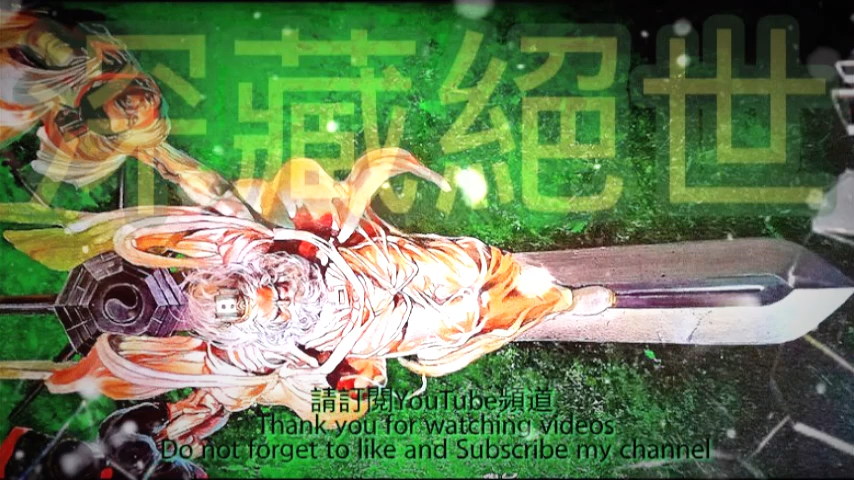 藏絕世
請訂閱YouTube頻道
Thank you for watching videos
Do not forget to like and Subscribe my channel